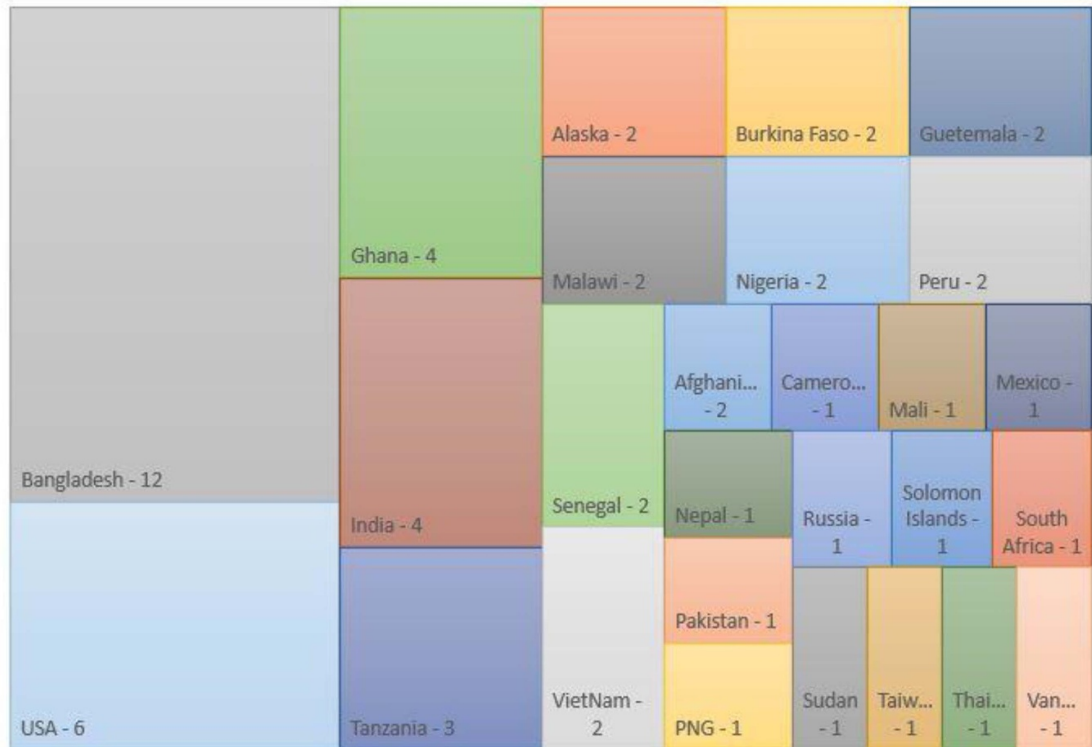 Alaska - 2
Burkina Faso - 2
Guetemala - 2
Ghana - 4
Malawi - 2
Nigeria - 2
Peru - 2
Afghani...
- 2
Camero...
- 1
Mali - 1
Mexico -
1
Bangladesh - 12
India - 4
Senegal - 2
Nepal - 1
Russia -
1
Solomon
Islands -
1
South
Africa - 1
Pakistan - 1
USA - 6
Tanzania - 3
VietNam -
2
PNG - 1
Sudan
- 1
Taiw...
- 1
Thai...
- 1
Van...
- 1